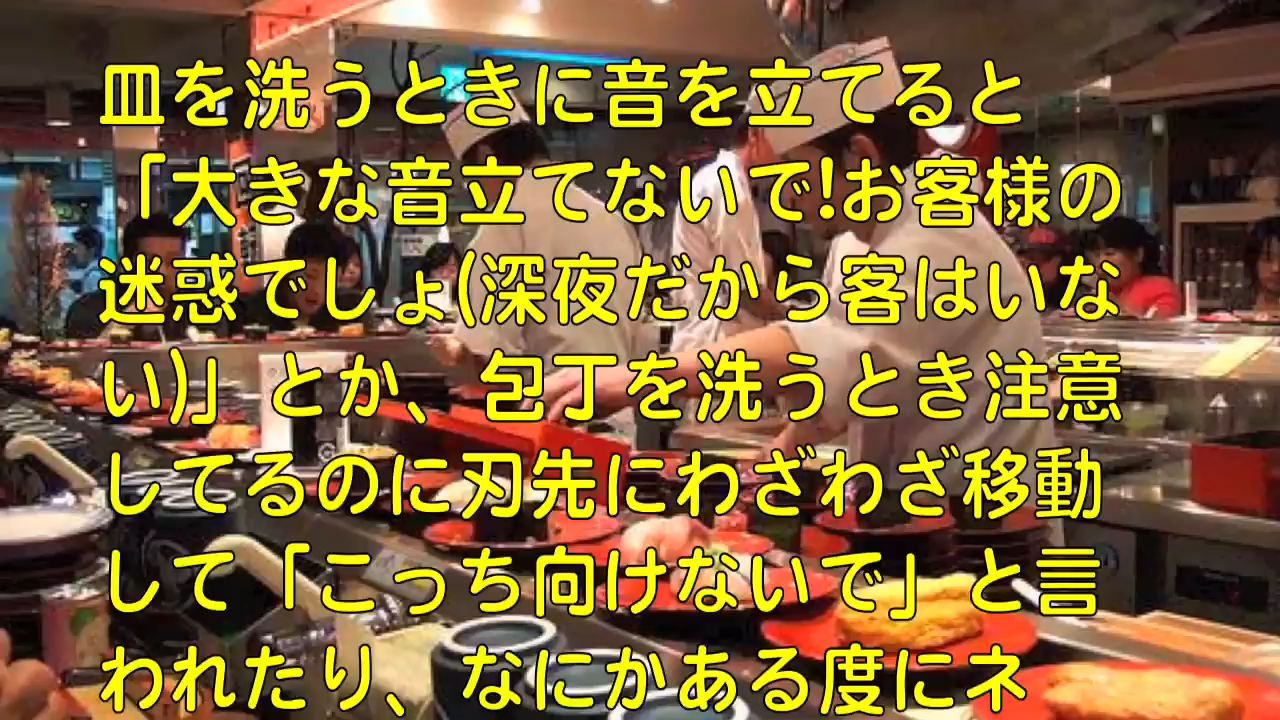 皿を洗うときに音を立てると
「大きな音立てないで!お客様の
迷惑でしょ(深夜だから客はいな
い)」とか、包丁を洗うとき注意
してるのに刃先にわざわざ移動
して「こっち向けないで」と言
われたり、なにかある度にネ